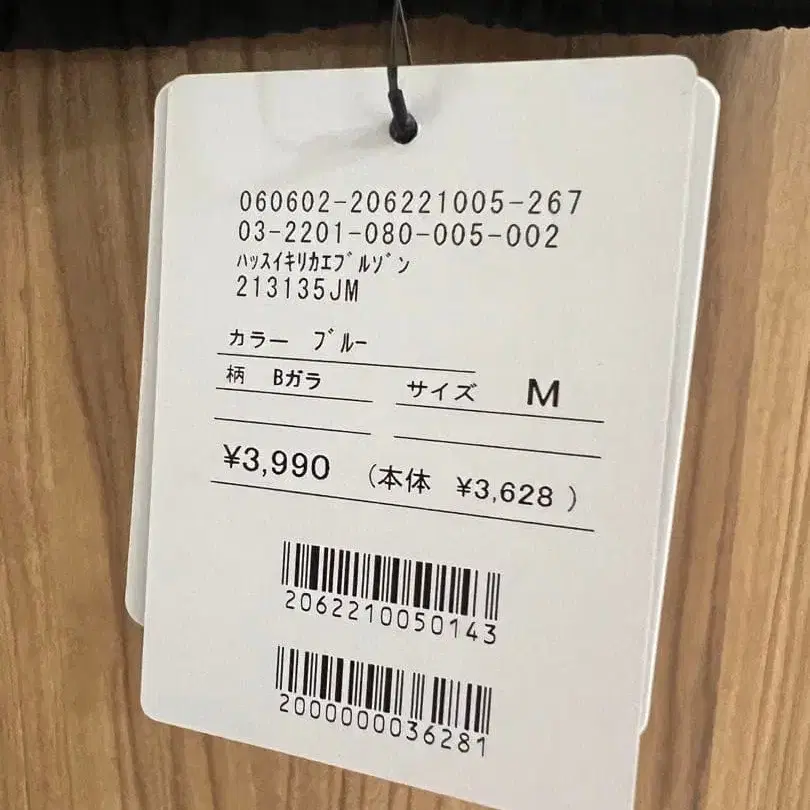 060602-206221005-267
03-2201-080-005-002
ﾊｯｽｲｷﾘｶｴﾌﾞﾙｿﾞﾝ
213135JM
カラー ﾌﾞﾙｰ
柄 Bガラ サイズ M
¥3,990 (本体 ¥3,628)
2062210050143
2000000036281